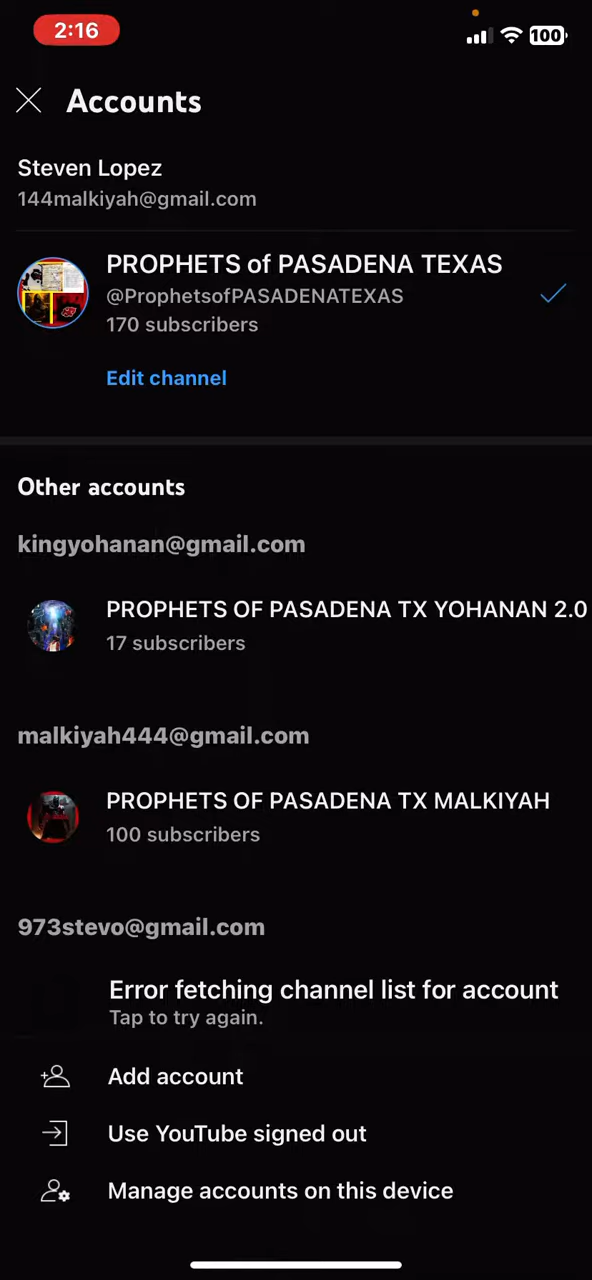 2:16
100
Accounts
Steven Lopez
144malkiyah@gmail.com
PROPHETS of PASADENA TEXAS
@ProphetsofPASADENATEXAS
170 subscribers
Edit channel
Other accounts
kingyohanan@gmail.com
PROPHETS OF PASADENA TX YOHANAN 2.0
17 subscribers
malkiyah444@gmail.com
PROPHETS OF PASADENA TX MALKIYAH
100 subscribers
973stevo@gmail.com
Error fetching channel list for account
Tap to try again.
Add account
Use YouTube signed out
Manage accounts on this device